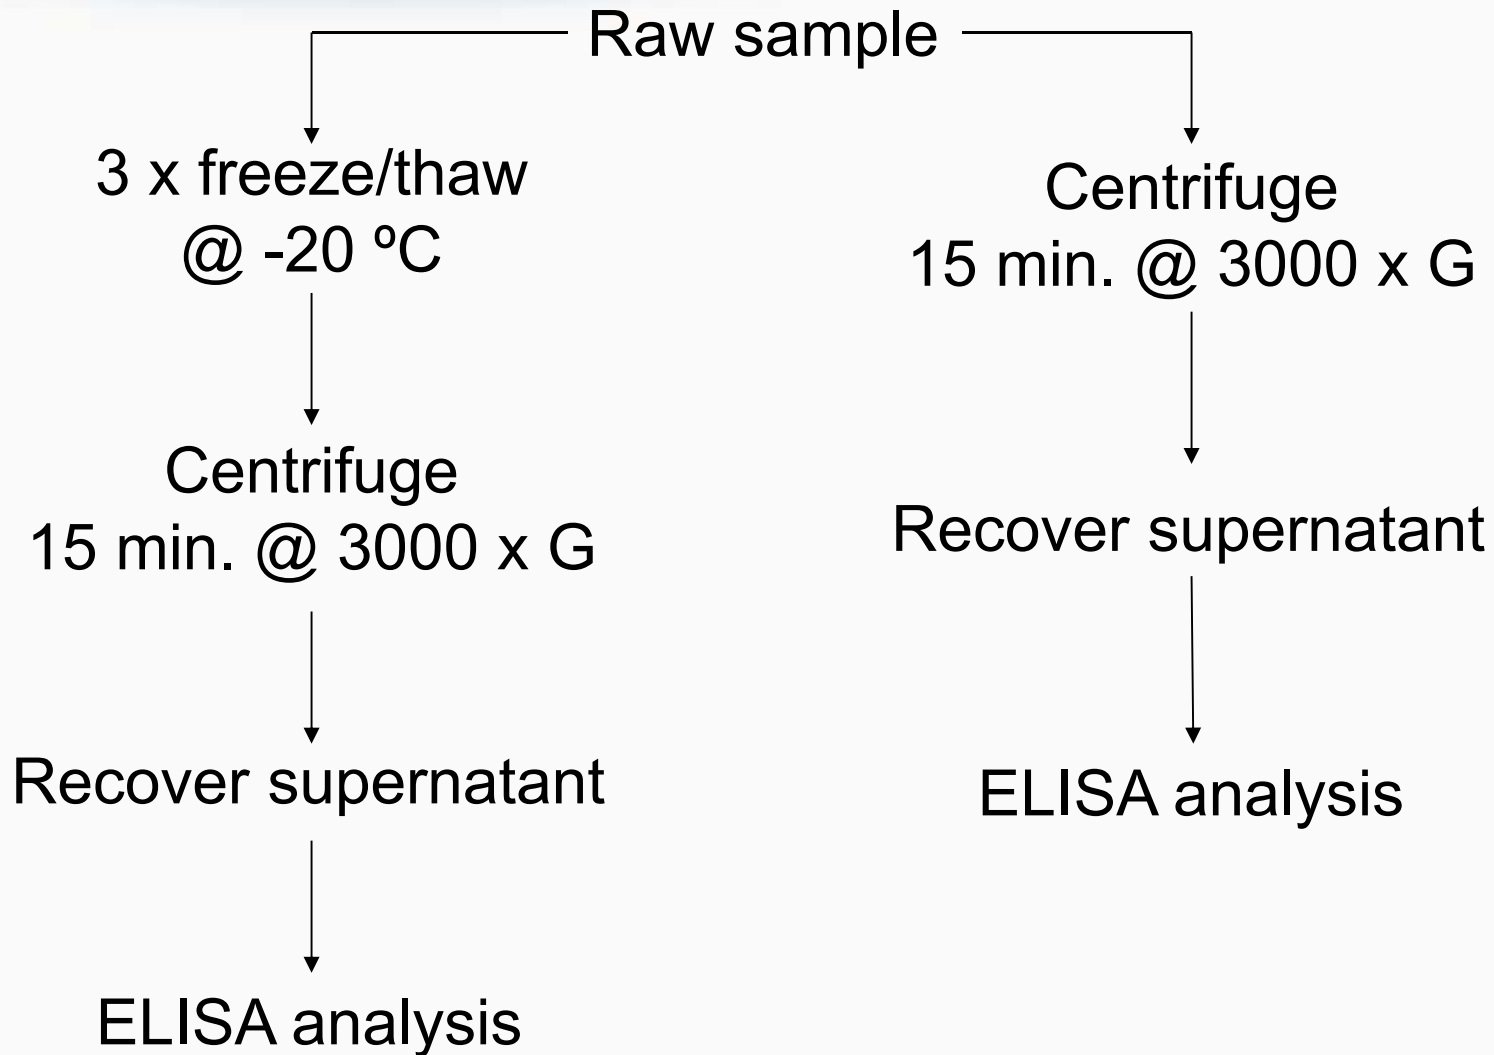 Raw sample
3 x freeze/thaw
@ -20 ºC
Centrifuge
15 min. @ 3000 x G
Recover supernatant
ELISA analysis
Centrifuge
15 min. @ 3000 x G
Recover supernatant
ELISA analysis